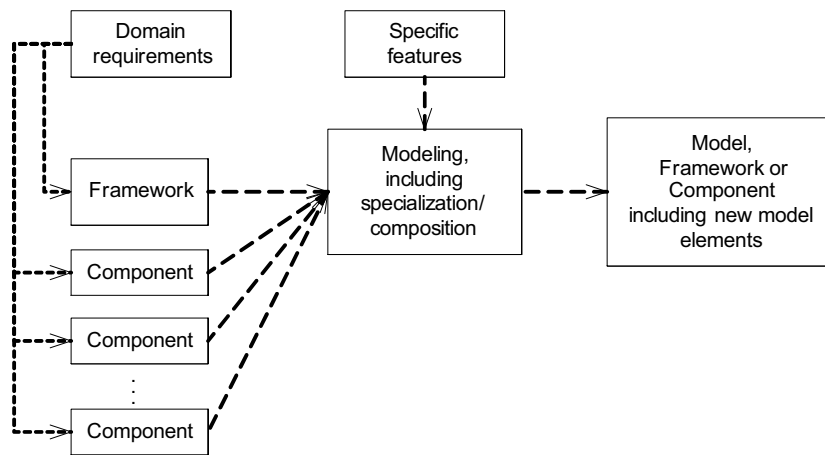 Domain
requirements
Specific
features
Framework
Modeling,
including
specialization/
composition
Model,
Framework or
Component
including new model
elements
Component
Component
Component